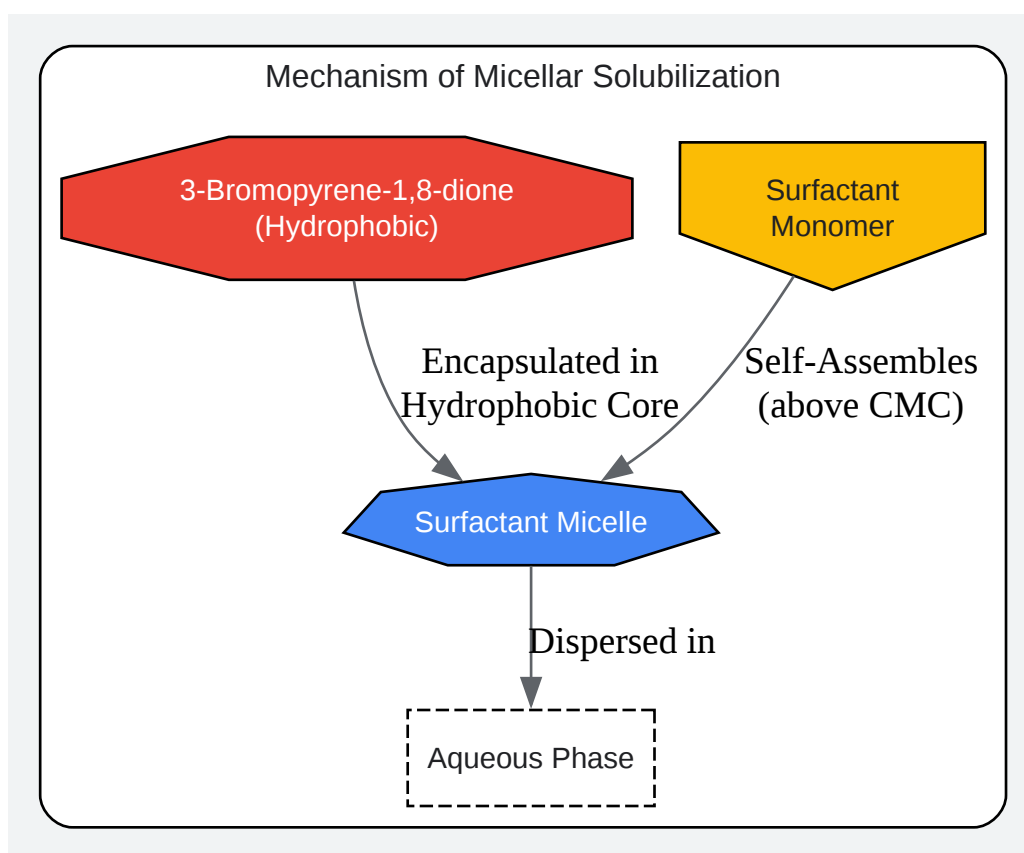 Mechanism of Micellar Solubilization
3-Bromopyrene-1,8-dione
(Hydrophobic)
Surfactant
Monomer
Encapsulated in
Hydrophobic Core
Self-Assembles
(above CMC)
Surfactant Micelle
Dispersed in
Aqueous Phase